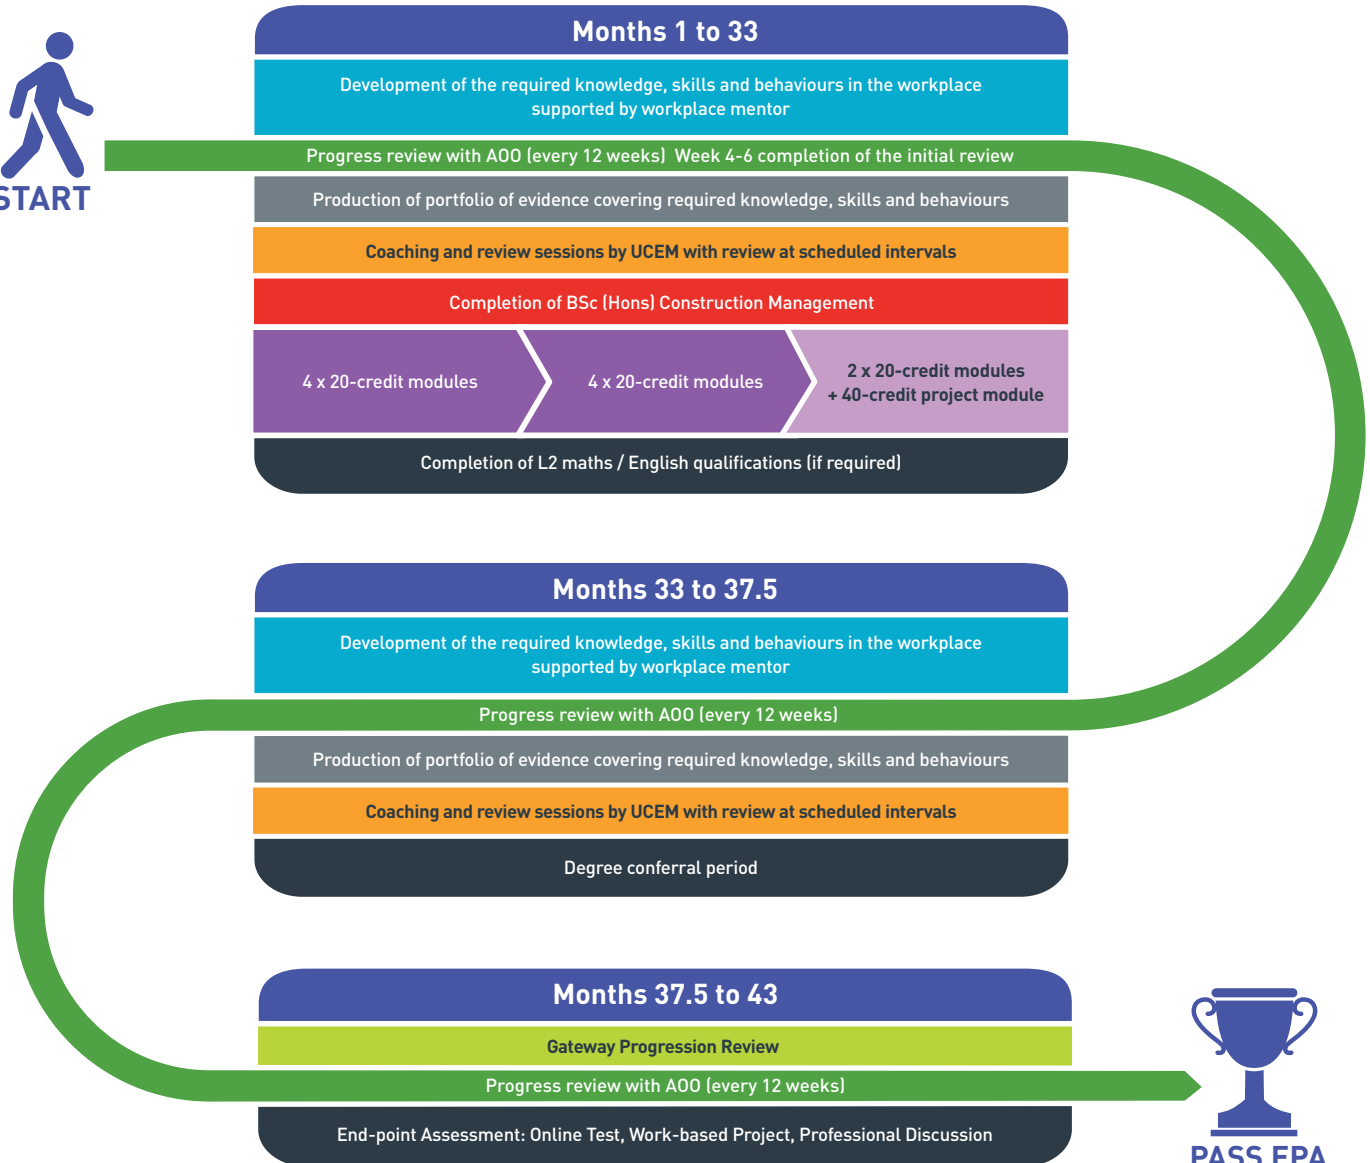 Months 1 to 33
Development of the required knowledge, skills and behaviours in the workplace
supported by workplace mentor
Progress review with AOO (every 12 weeks) Week 4-6 completion of the initial review
START
Production of portfolio of evidence covering required knowledge, skills and behaviours
Coaching and review sessions by UCEM with review at scheduled intervals
Completion of BSc (Hons) Construction Management
4 x 20-credit modules
4 x 20-credit modules
2 x 20-credit modules
+ 40-credit project module
Completion of L2 maths / English qualifications (if required)
Months 33 to 37.5
Development of the required knowledge, skills and behaviours in the workplace
supported by workplace mentor
Progress review with AOO (every 12 weeks)
Production of portfolio of evidence covering required knowledge, skills and behaviours
Coaching and review sessions by UCEM with review at scheduled intervals
Degree conferral period
Months 37.5 to 43
Gateway Progression Review
Progress review with AOO (every 12 weeks)
End-point Assessment: Online Test, Work-based Project, Professional Discussion
PASS EPA